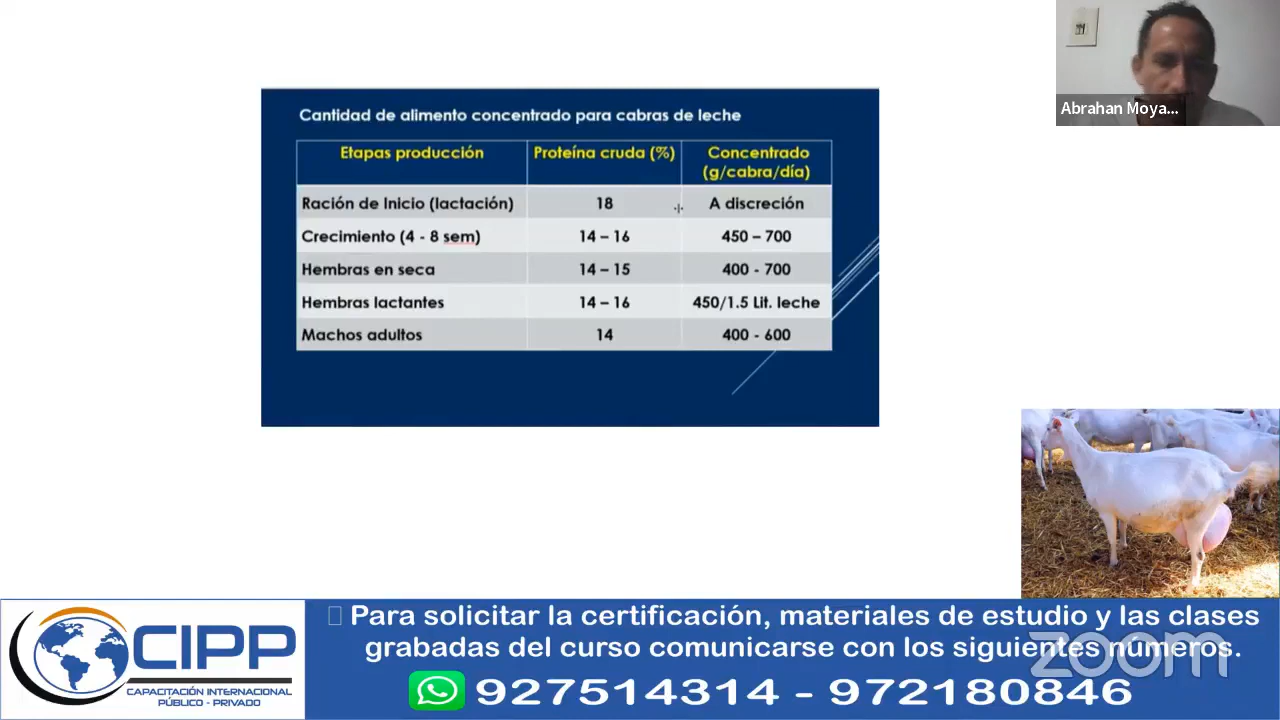 Abrahan Moya...
Cantidad de alimento concentrado para cabras de leche
Etapas producción Proteína cruda (%) Concentrado (g/cabra/día)
Ración de Inicio (lactación) 18 A discreción
Crecimiento (4 - 8 sem) 14 – 16 450 – 700
Hembras en seca 14 – 15 400 - 700
Hembras lactantes 14 – 16 450/1.5 Lit. leche
Machos adultos 14 400 - 600
CIPP
CAPACITACIÓN INTERNACIONAL
PÚBLICO - PRIVADO
Para solicitar la certificación, materiales de estudio y las clases
grabadas del curso comunicarse con los siguientes números.
927514314 - 972180846
zoom